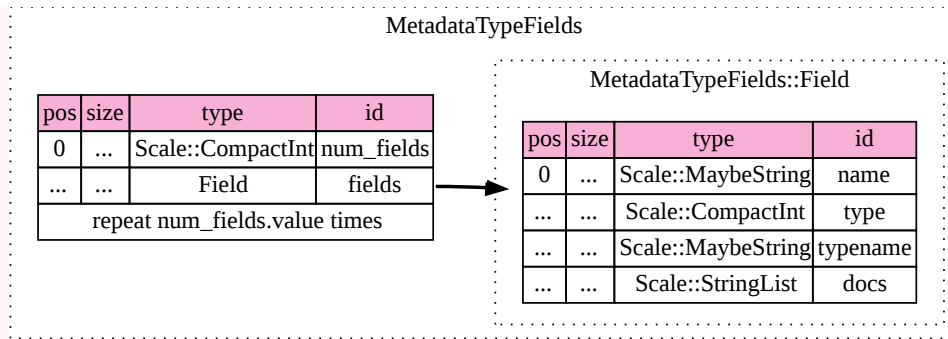 MetadataTypeFields
pos size type id
0 ... Scale::CompactInt num_fields
... ... Field fields
repeat num_fields.value times
MetadataTypeFields::Field
pos size type id
0 ... Scale::MaybeString name
... ... Scale::CompactInt type
... ... Scale::MaybeString typename
... ... Scale::StringList docs